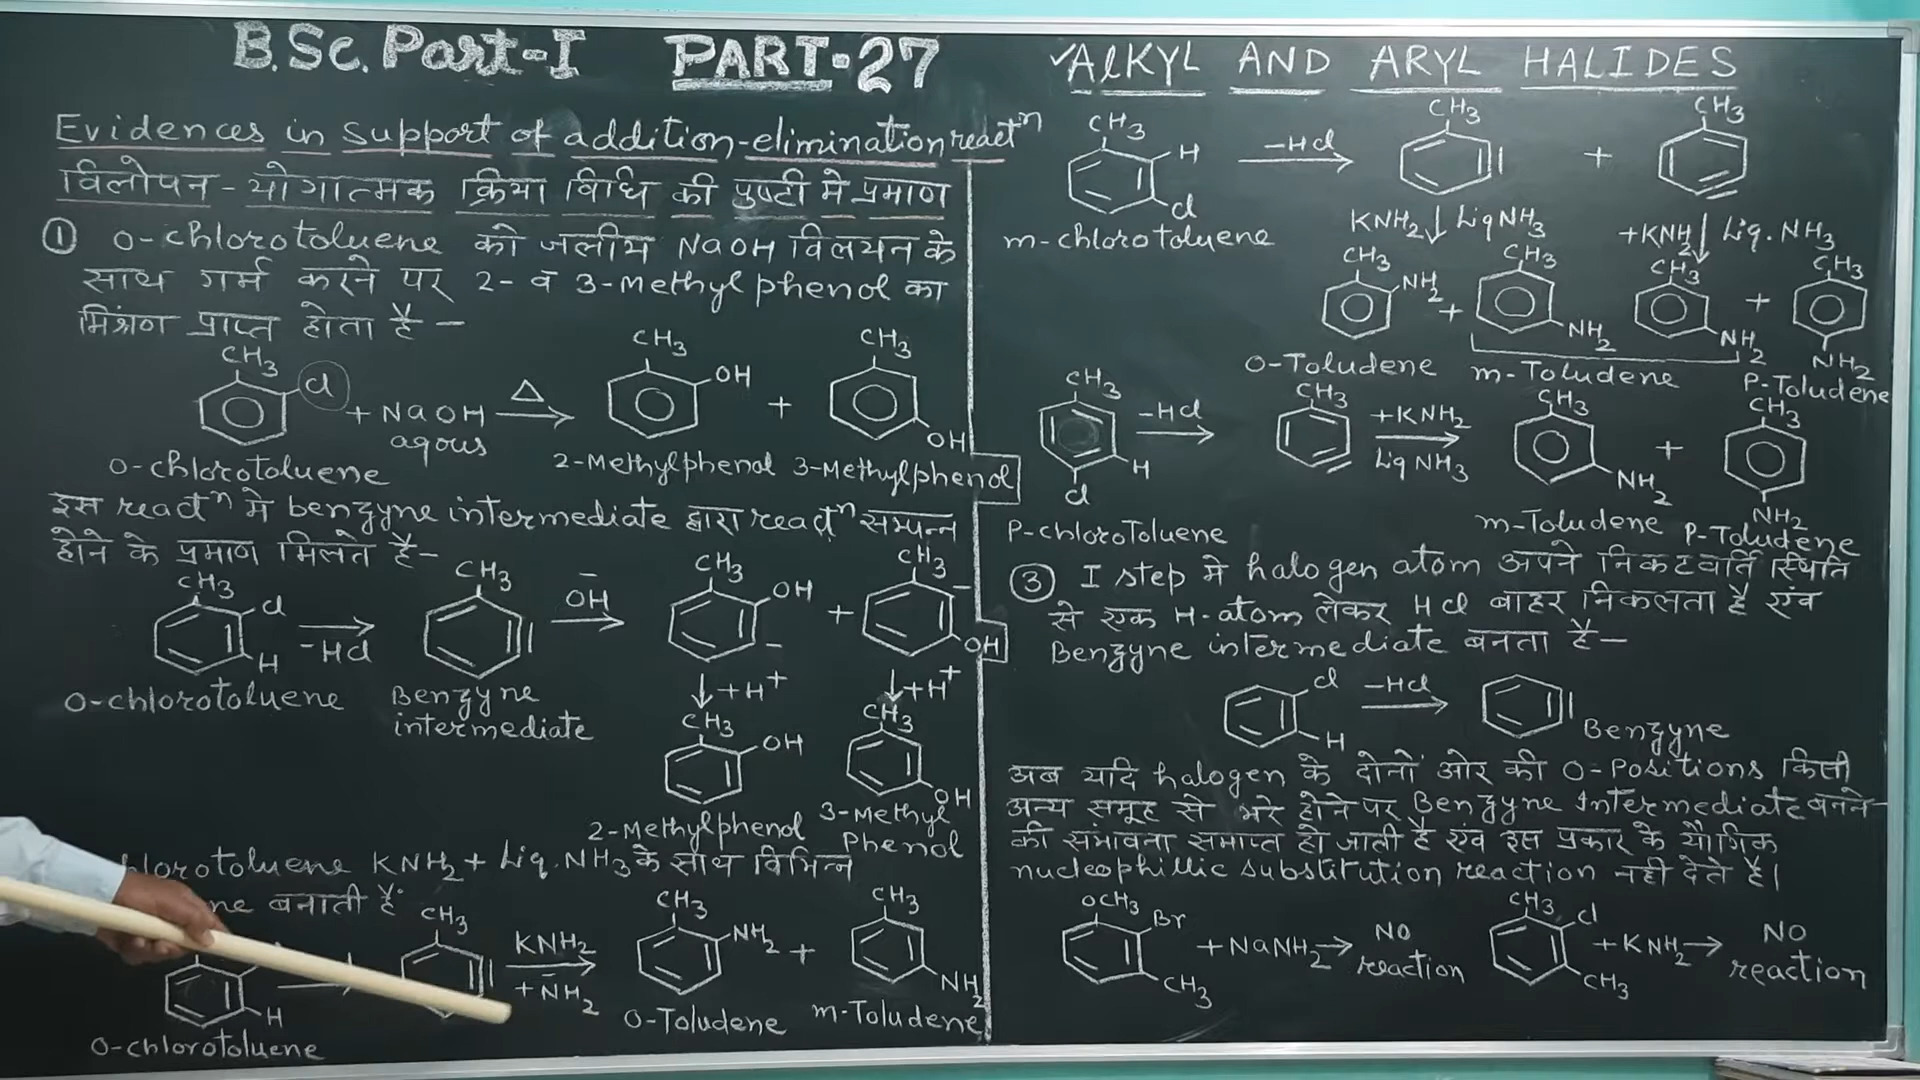 B.Sc. Part-I PART-27
Evidences in support of addition-elimination reactⁿ
विलोपन - योगात्मक क्रिया विधि की पुष्टी मे प्रमाण
① O-chlorotoluene को जलीय NaOH विलयन के
साथ गर्म करने पर 2- व 3-Methyl phenol का
मिश्रण प्राप्त होता है -
CH3 CH3 CH3
Cl OH
+ NaOH △ +
aqous OH
O-chlorotoluene 2-Methylphenol 3-Methylphenol
इस reactⁿ मे benzyne intermediate द्वारा reactⁿ सम्पन्न
होने के प्रमाण मिलते है-
CH3 CH3 CH3 CH3
Cl -HCl ŌH OH - + - OH
H
O-chlorotoluene Benzyne intermediate ↓+H⁺ ↓+H⁺
CH3 OH CH3 OH
2-Methylphenol 3-Methyl Phenol
hlorotoluene KNH2 + Liq. NH3 के साथ विभिन्न
ne बनाती है
CH3 KNH2 CH3 NH2 + CH3 NH2
+N̄H2
H
O-chlorotoluene O-Toludene m-Toludene
✓ALKYL AND ARYL HALIDES
CH3 H -HCl CH3 + CH3
Cl
m-chlorotoluene KNH2 ↓ Liq NH3 +KNH2 ↓ Liq. NH3
CH3 NH2 + CH3 NH2 CH3 NH2 + CH3 NH2
O-Toludene m-Toludene P-Toludene
CH3 -HCl CH3 +KNH2 CH3 + CH3
H Liq NH3 NH2 NH2
Cl
P-chloroToluene m-Toludene P-Toludene
③ I step मे halogen atom अपने निकटवर्ति स्थिति
से एक H-atom लेकर HCl बाहर निकलता है एंव
Benzyne intermediate बनता है-
Cl -HCl
H Benzyne
अब यदि halogen के दोनों ओर की O-Positions किसी
अन्य समूह से भरे होने पर Benzyne Intermediate बनने
की संभावना समाप्त हो जाती है एंव इस प्रकार के यौगिक
nucleophillic substitution reaction नही देते है।
OCH3 Br + NaNH2 → NO reaction CH3 Cl + KNH2 → NO reaction
CH3 CH3